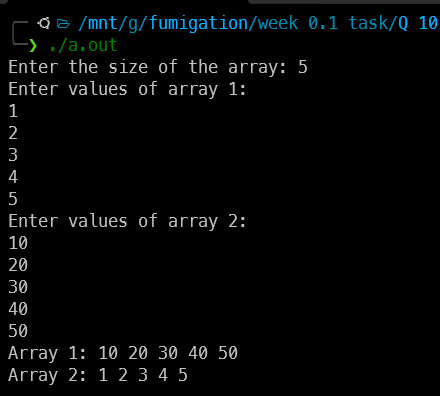 /mnt/g/fumigation/week 0.1 task/Q 10
❯ ./a.out
Enter the size of the array: 5
Enter values of array 1:
1
2
3
4
5
Enter values of array 2:
10
20
30
40
50
Array 1: 10 20 30 40 50
Array 2: 1 2 3 4 5